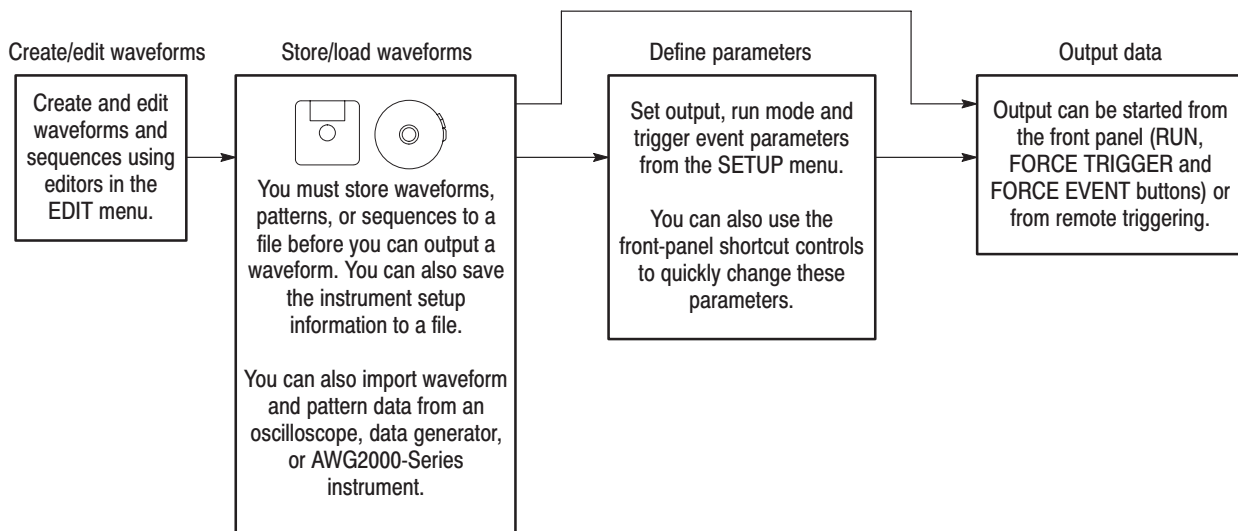 Create/edit waveforms
Create and edit
waveforms and
sequences using
editors in the
EDIT menu.
Store/load waveforms
You must store waveforms,
patterns, or sequences to a
file before you can output a
waveform. You can also save
the instrument setup
information to a file.
You can also import waveform
and pattern data from an
oscilloscope, data generator,
or AWG2000-Series
instrument.
Define parameters
Set output, run mode and
trigger event parameters
from the SETUP menu.
You can also use the
front-panel shortcut controls
to quickly change these
parameters.
Output data
Output can be started from
the front panel (RUN,
FORCE TRIGGER and
FORCE EVENT buttons) or
from remote triggering.